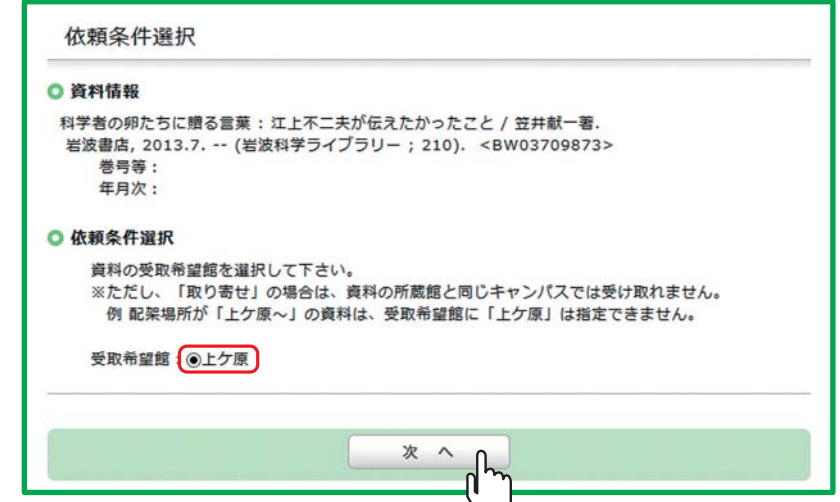 依頼条件選択
資料情報
科学者の卵たちに贈る言葉 : 江上不二夫が伝えたかったこと / 笠井献一著.
岩波書店, 2013.7. -- (岩波科学ライブラリー ; 210). <BW03709873>
巻号等 :
年月次 :
依頼条件選択
資料の受取希望館を選択して下さい。
※ただし、「取り寄せ」の場合は、資料の所蔵館と同じキャンパスでは受け取れません。
例 配架場所が「上ケ原～」の資料は、受取希望館に「上ケ原」は指定できません。
受取希望館 : ◉上ケ原
次 へ